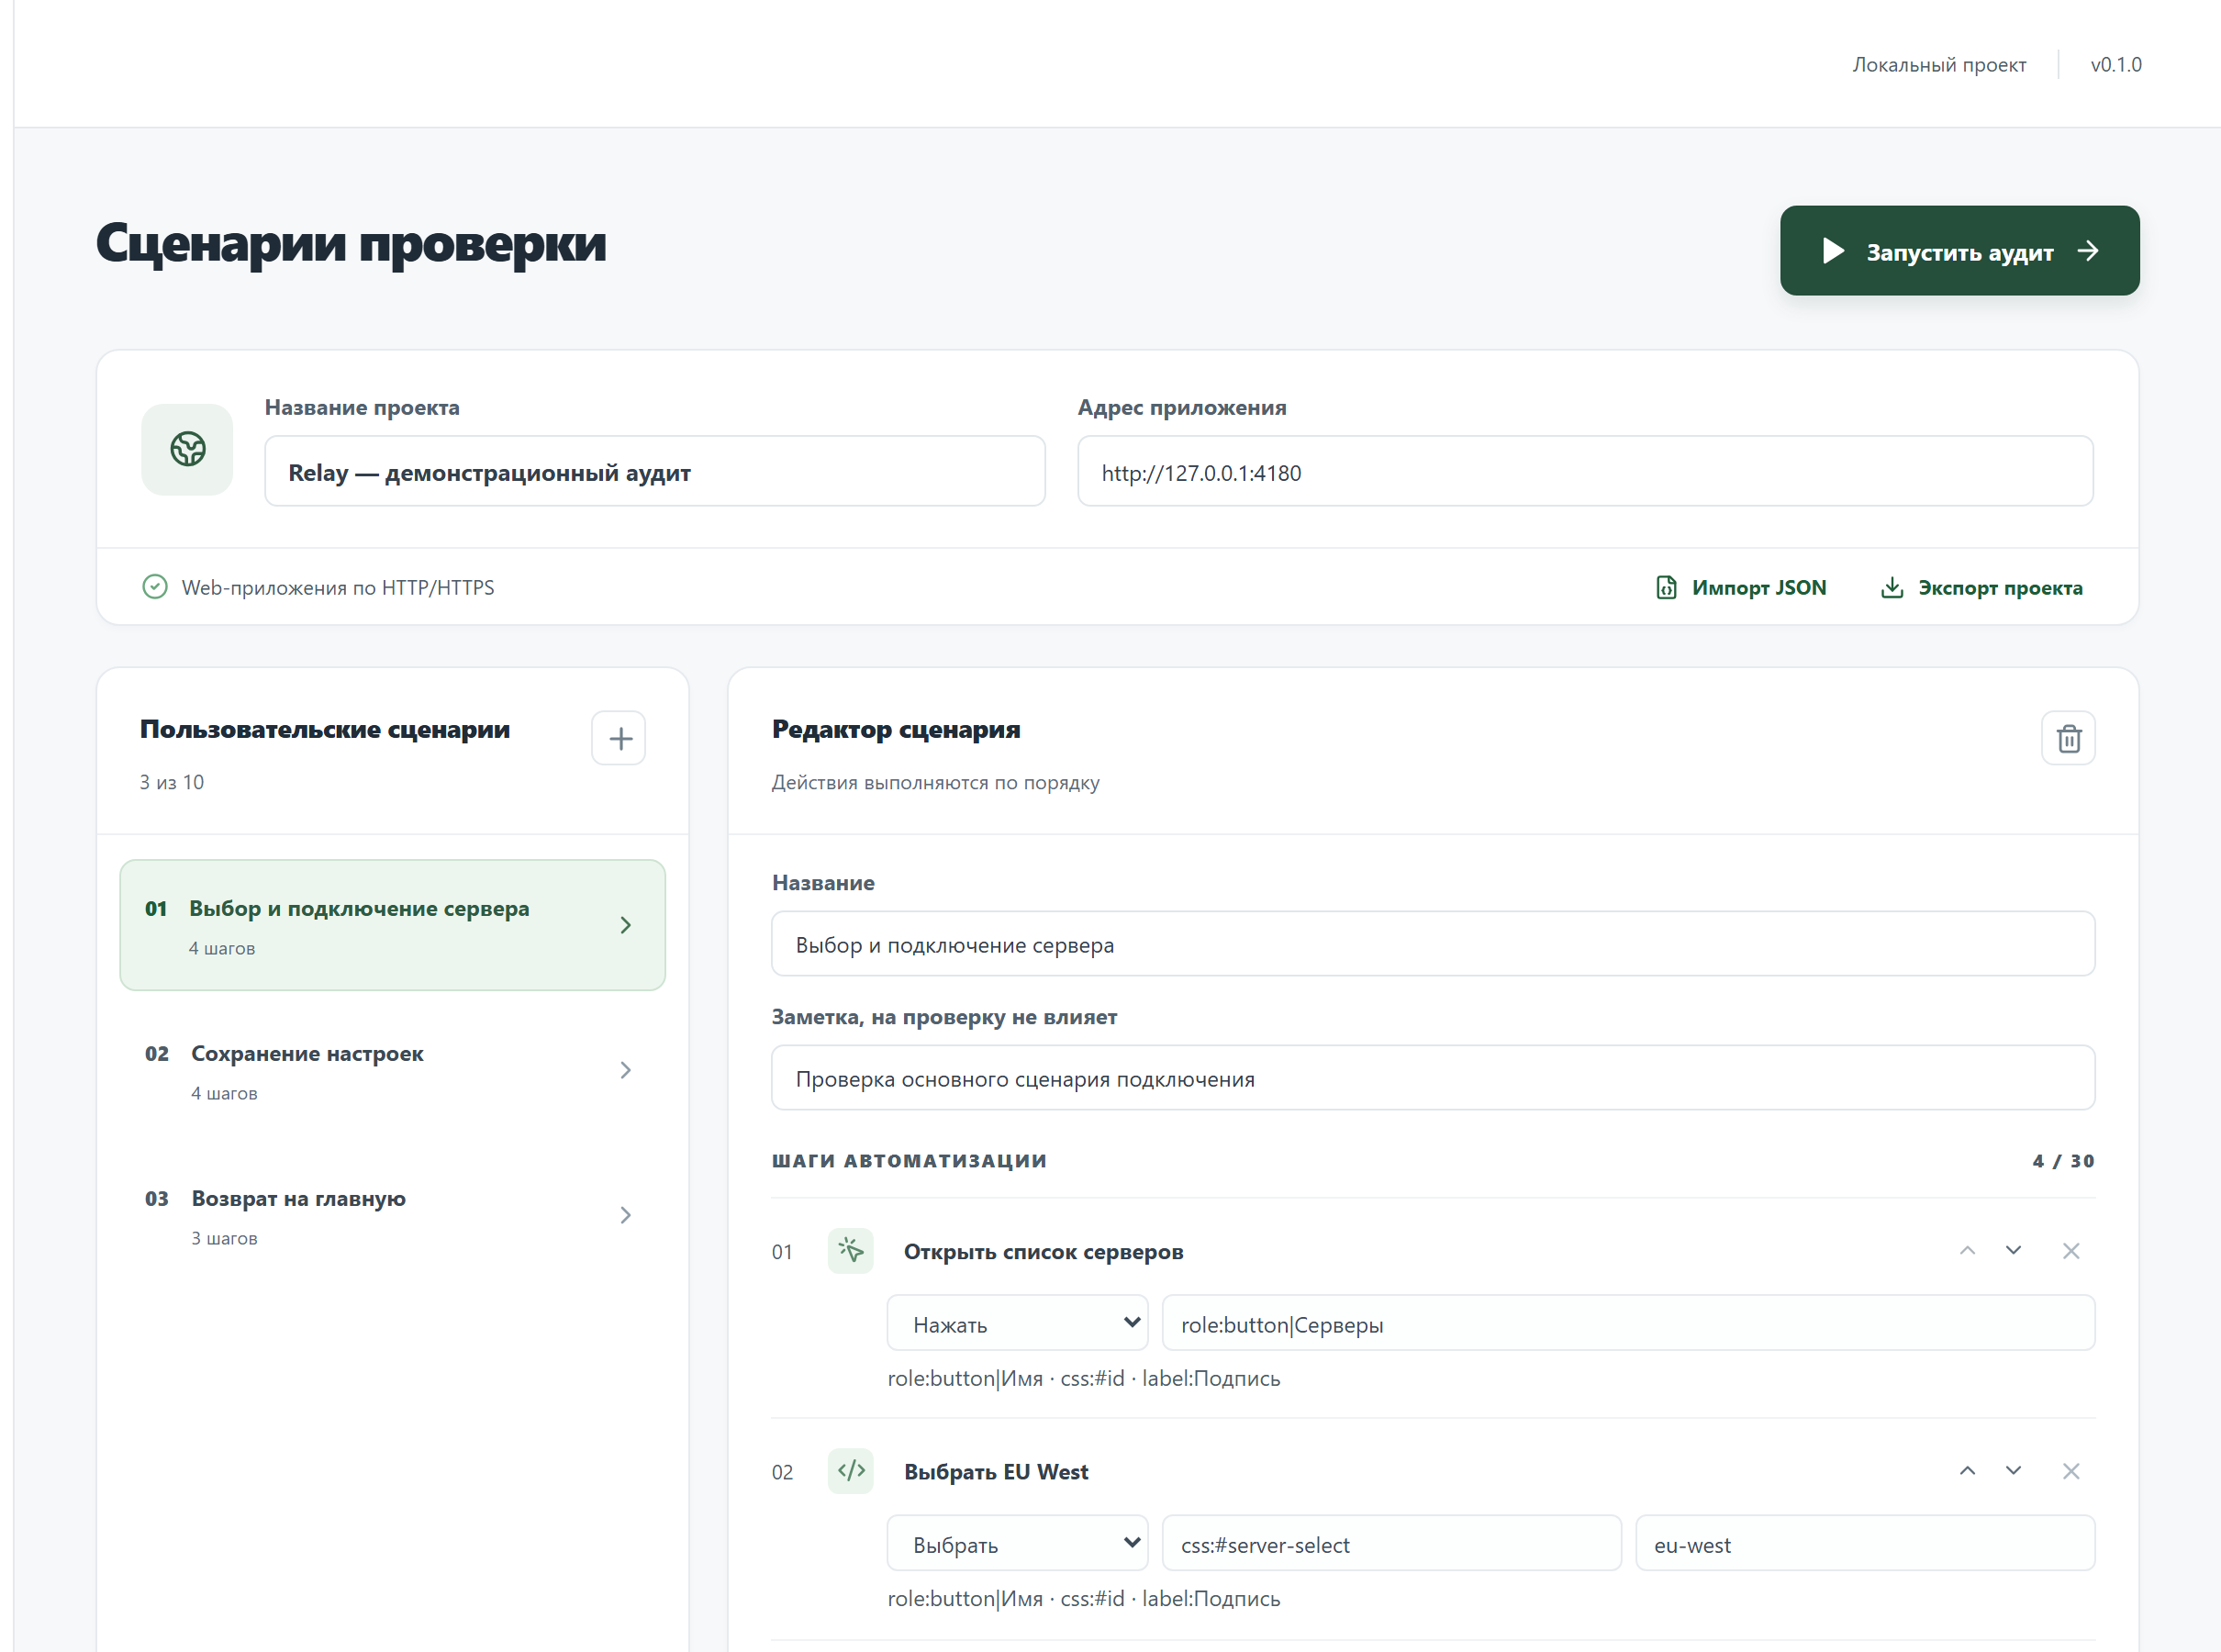 Локальный проект
v0.1.0
Сценарии проверки
Запустить аудит
Название проекта
Адрес приложения
Relay — демонстрационный аудит
http://127.0.0.1:4180
Web-приложения по HTTP/HTTPS
Импорт JSON
Экспорт проекта
Пользовательские сценарии
3 из 10
01 Выбор и подключение сервера
4 шагов
02 Сохранение настроек
4 шагов
03 Возврат на главную
3 шагов
Редактор сценария
Действия выполняются по порядку
Название
Выбор и подключение сервера
Заметка, на проверку не влияет
Проверка основного сценария подключения
ШАГИ АВТОМАТИЗАЦИИ
4 / 30
01 Открыть список серверов
Нажать
role:button|Серверы
role:button|Имя · css:#id · label:Подпись
02 Выбрать EU West
Выбрать
css:#server-select
eu-west
role:button|Имя · css:#id · label:Подпись